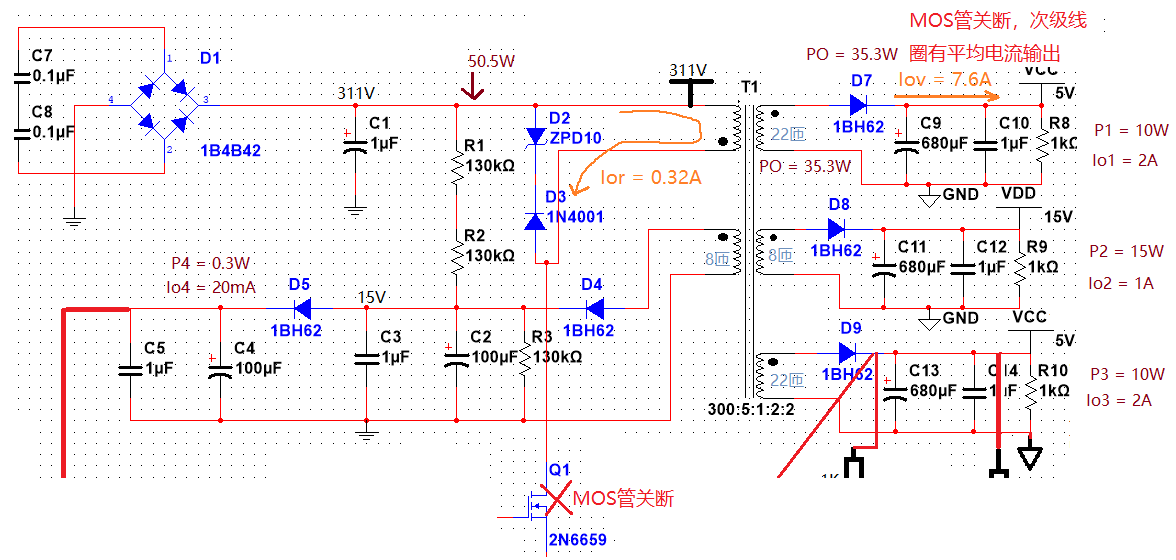 MOS管关断，次级线
圈有平均电流输出
PO = 35.3W
Iov = 7.6A
VCC
5V
C7
0.1µF
C8
0.1µF
1
4
3
2
D1
1B4B42
311V
C1
1µF
50.5W
R1
130kΩ
D2
ZPD10
D3
1N4001
Ior = 0.32A
311V
T1
22匝
D7
1BH62
PO = 35.3W
C9
680µF
C10
1µF
R8
1kΩ
P1 = 10W
Io1 = 2A
GND
VDD
15V
R2
130kΩ
8匝
8匝
D8
1BH62
C11
680µF
C12
1µF
R9
1kΩ
P2 = 15W
Io2 = 1A
GND
VCC
5V
P4 = 0.3W
Io4 = 20mA
D5
1BH62
15V
D4
1BH62
C5
1µF
C4
100µF
C3
1µF
C2
100µF
R3
130kΩ
D9
1BH62
22匝
300:5:1:2:2
C13
680µF
R10
1kΩ
P3 = 10W
Io3 = 2A
Q1
MOS管关断
2N6659